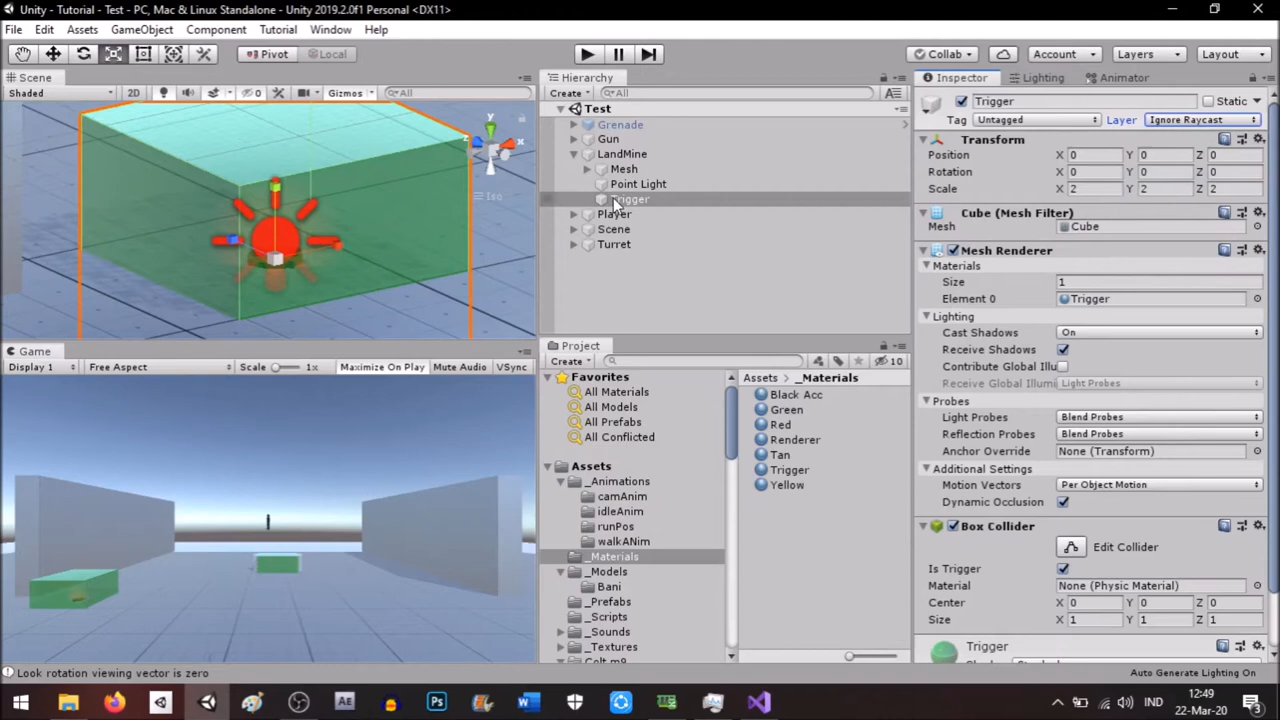 Unity - Tutorial - Test - PC, Mac & Linux Standalone - Unity 2019.2.0f1 Personal <DX11>
File Edit Assets GameObject Component Tutorial Window Help
Pivot Local Collab Account Layers Layout
Scene
Shaded 2D 0 Gizmos All
y
x
Iso
Game
Display 1 Free Aspect Scale 1x Maximize On Play Mute Audio VSync
Hierarchy
Create All
Test
Grenade
Gun
LandMine
Mesh
Point Light
Trigger
Player
Scene
Turret
Project
Create 10
Favorites
All Materials
All Models
All Prefabs
All Conflicted
Assets
_Animations
camAnim
idleAnim
runPos
walkANim
_Materials
_Models
Bani
_Prefabs
_Scripts
_Sounds
_Textures
Colt m9
Assets _Materials
Black Acc
Green
Red
Renderer
Tan
Trigger
Yellow
Inspector Lighting Animator
Trigger Static
Tag Untagged Layer Ignore Raycast
Transform
Position X 0 Y 0 Z 0
Rotation X 0 Y 0 Z 0
Scale X 2 Y 2 Z 2
Cube (Mesh Filter)
Mesh Cube
Mesh Renderer
Materials
Size 1
Element 0 Trigger
Lighting
Cast Shadows On
Receive Shadows
Contribute Global Illu
Receive Global Illumi Light Probes
Probes
Light Probes Blend Probes
Reflection Probes Blend Probes
Anchor Override None (Transform)
Additional Settings
Motion Vectors Per Object Motion
Dynamic Occlusion
Box Collider
Edit Collider
Is Trigger
Material None (Physic Material)
Center X 0 Y 0 Z 0
Size X 1 Y 1 Z 1
Trigger
Look rotation viewing vector is zero
Auto Generate Lighting On
Ae Ps IND 12:49
22-Mar-20 3